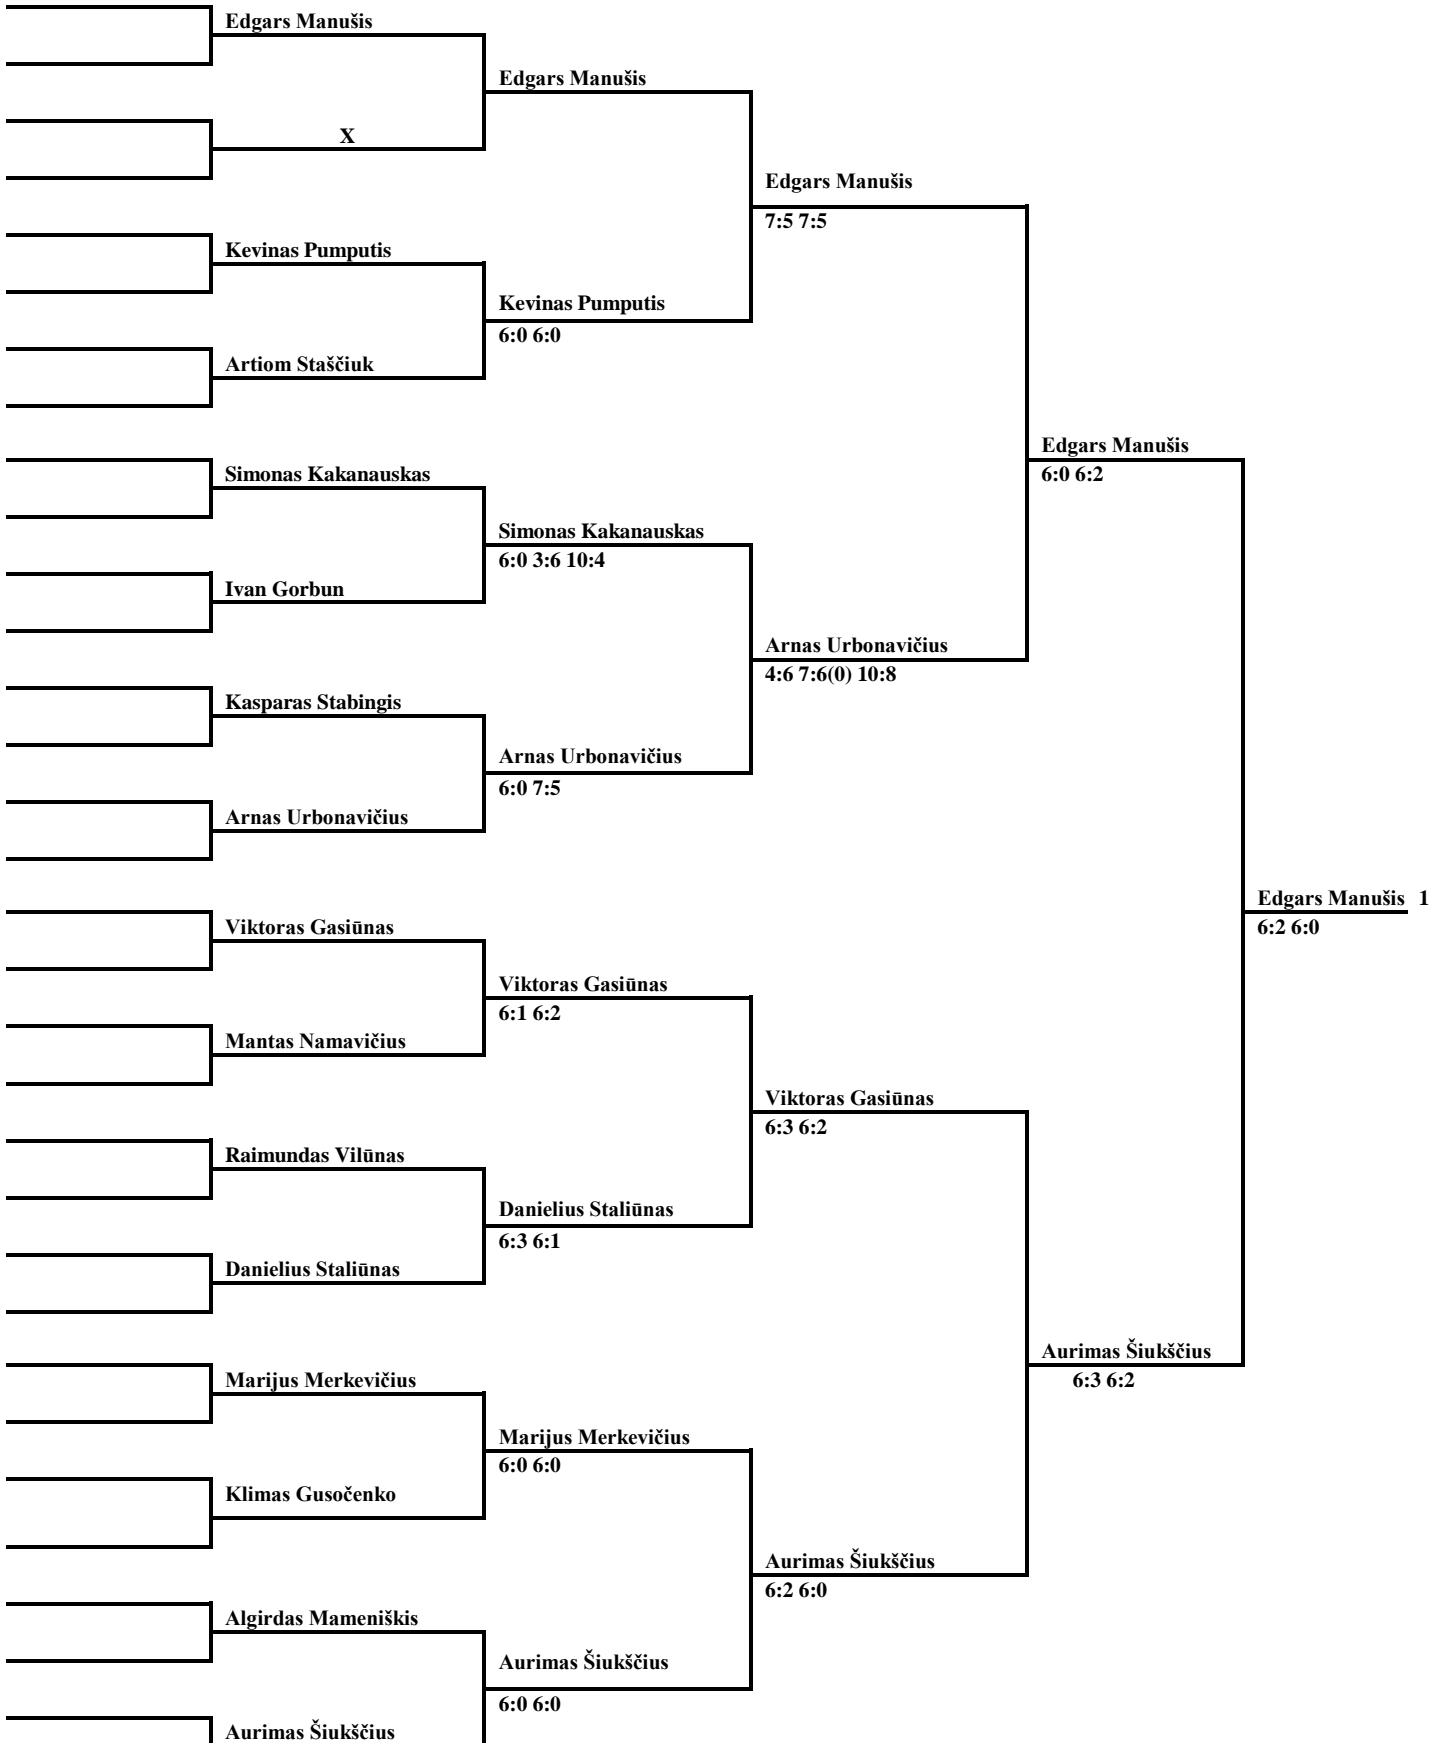 Edgars Manušis
Edgars Manušis
X
Edgars Manušis
7:5 7:5
Kevinas Pumputis
Kevinas Pumputis
6:0 6:0
Artiom Staščiuk
Edgars Manušis
6:0 6:2
Simonas Kakanauskas
Simonas Kakanauskas
6:0 3:6 10:4
Ivan Gorbun
Arnas Urbonavičius
4:6 7:6(0) 10:8
Kasparas Stabingis
Arnas Urbonavičius
6:0 7:5
Arnas Urbonavičius
Edgars Manušis 1
6:2 6:0
Viktoras Gasiūnas
Viktoras Gasiūnas
6:1 6:2
Mantas Namavičius
Viktoras Gasiūnas
6:3 6:2
Raimundas Vilūnas
Danielius Staliūnas
6:3 6:1
Danielius Staliūnas
Aurimas Šiukščius
6:3 6:2
Marijus Merkevičius
Marijus Merkevičius
6:0 6:0
Klimas Gusočenko
Aurimas Šiukščius
6:2 6:0
Algirdas Mameniškis
Aurimas Šiukščius
6:0 6:0
Aurimas Šiukščius